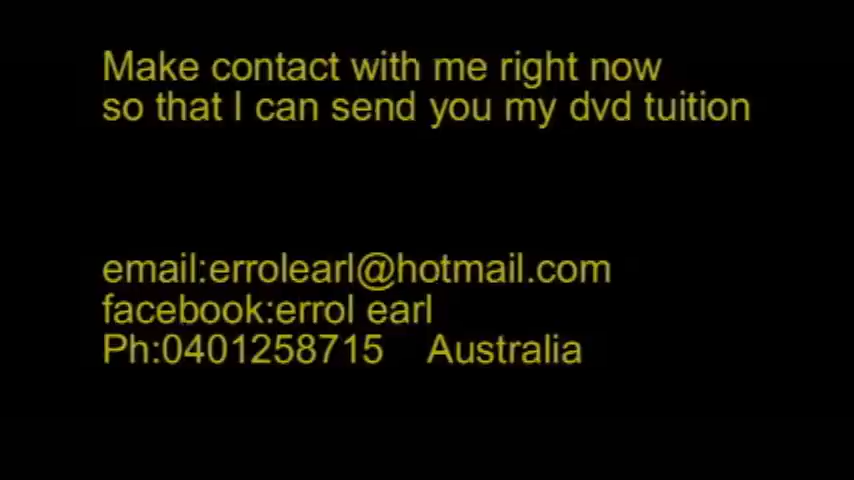 Make contact with me right now
so that I can send you my dvd tuition
email:errolearl@hotmail.com
facebook:errol earl
Ph:0401258715 Australia